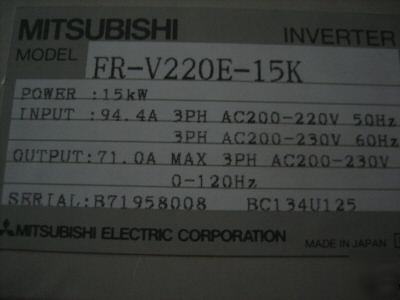 MITSUBISHI INVERTER
MODEL FR-V220E-15K
POWER :15kW
INPUT :94.4A 3PH AC200-220V 50Hz
3PH AC200-230V 60Hz
OUTPUT:71.0A MAX 3PH AC200-230V
0-120Hz
SERIAL:B71958008 BC134U125
MITSUBISHI ELECTRIC CORPORATION MADE IN JAPAN